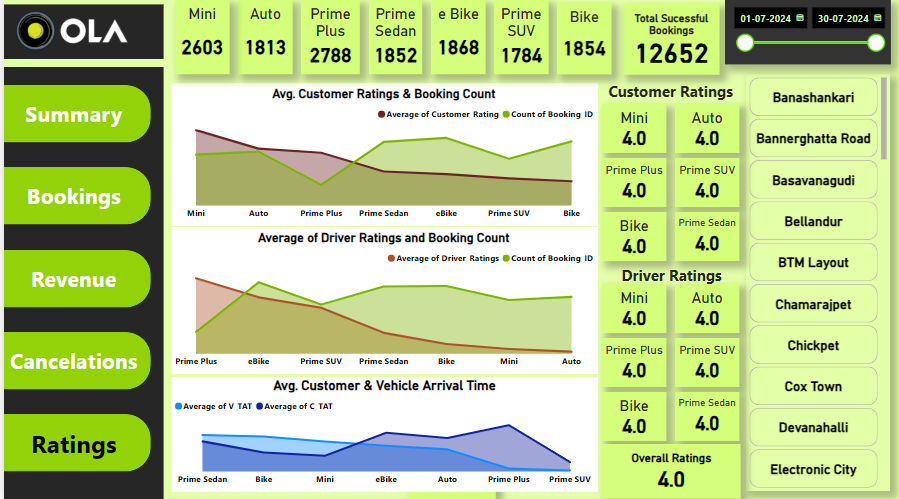 OLA
Summary
Bookings
Revenue
Cancelations
Ratings
Mini
2603
Auto
1813
Prime
Plus
2788
Prime
Sedan
1852
e Bike
1868
Prime
SUV
1784
Bike
1854
Total Sucessful
Bookings
12652
01-07-2024
30-07-2024
Avg. Customer Ratings & Booking Count
Average of Customer Rating Count of Booking_ID
Mini Auto Prime Plus Prime Sedan eBike Prime SUV Bike
Average of Driver Ratings and Booking Count
Average of Driver_Ratings Count of Booking_ID
Prime Plus eBike Prime SUV Prime Sedan Bike Mini Auto
Avg. Customer & Vehicle Arrival Time
Average of V_TAT Average of C_TAT
Prime Sedan Bike Mini eBike Auto Prime Plus Prime SUV
Customer Ratings
Mini
4.0
Auto
4.0
Prime Plus
4.0
Prime SUV
4.0
Bike
4.0
Prime Sedan
4.0
Driver Ratings
Mini
4.0
Auto
4.0
Prime Plus
4.0
Prime SUV
4.0
Bike
4.0
Prime Sedan
4.0
Overall Ratings
4.0
Banashankari
Bannerghatta Road
Basavanagudi
Bellandur
BTM Layout
Chamarajpet
Chickpet
Cox Town
Devanahalli
Electronic City